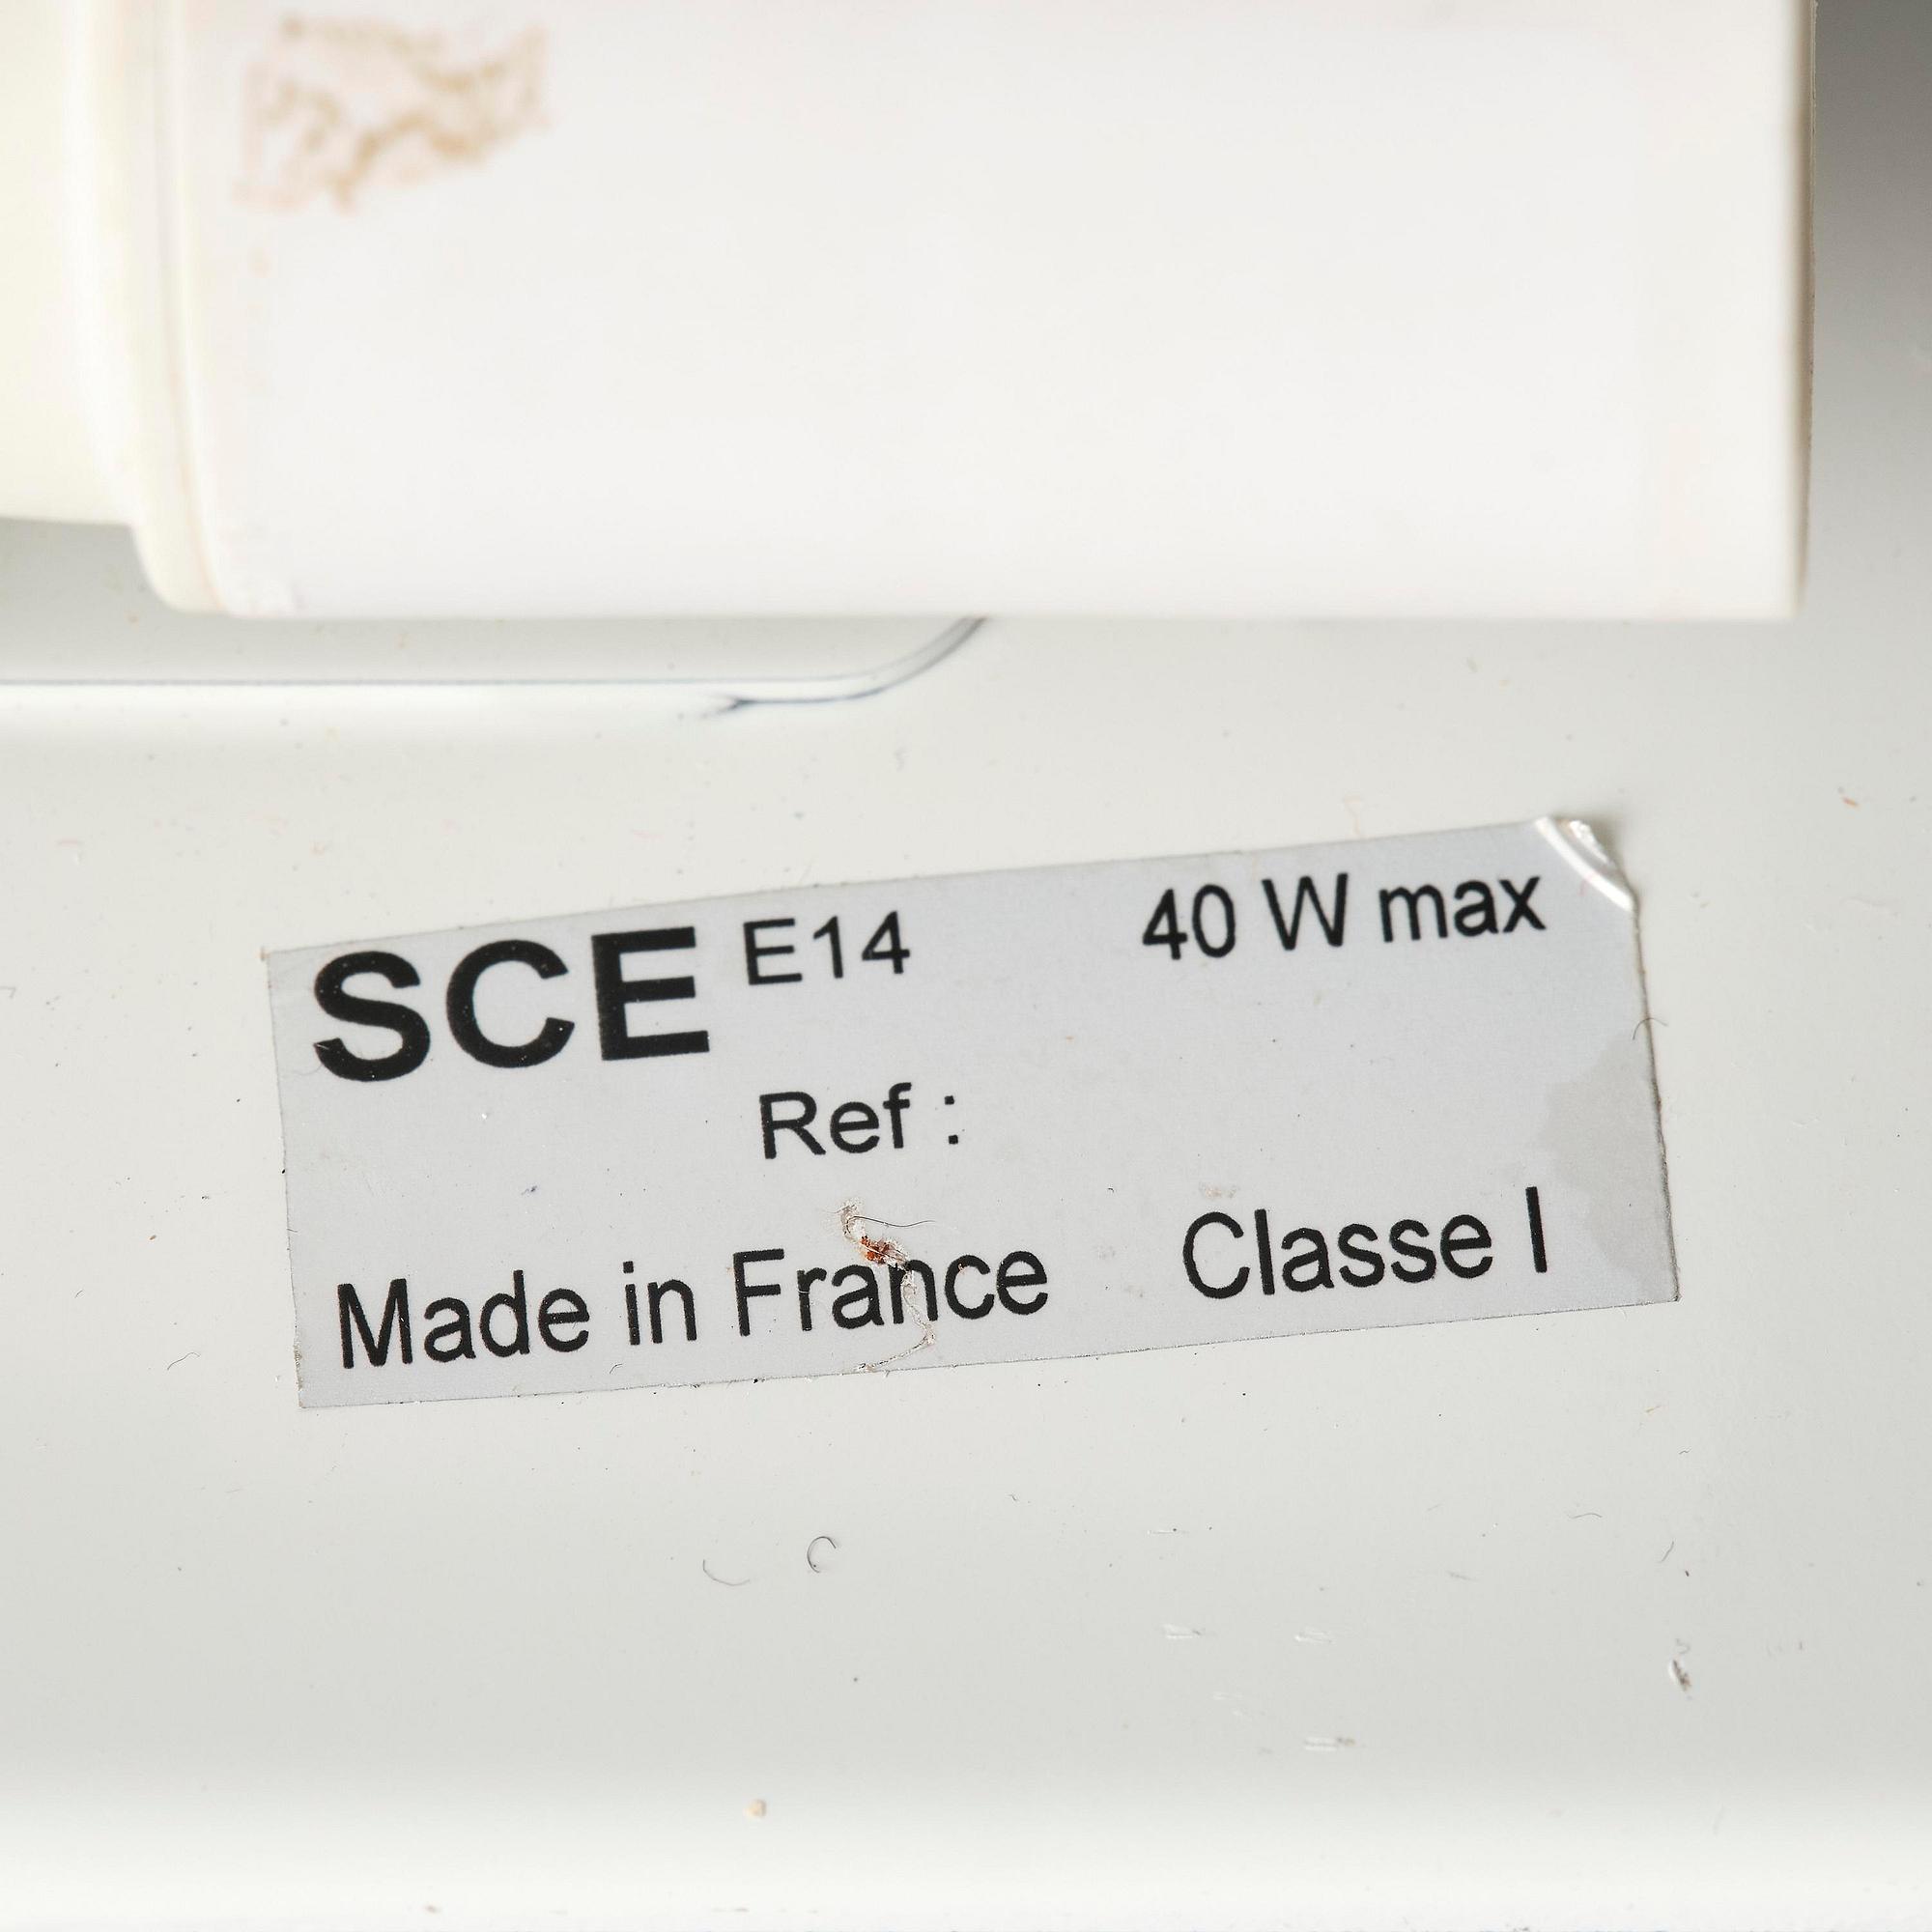 SCE E14 40 W max
Ref :
Made in France Classe I